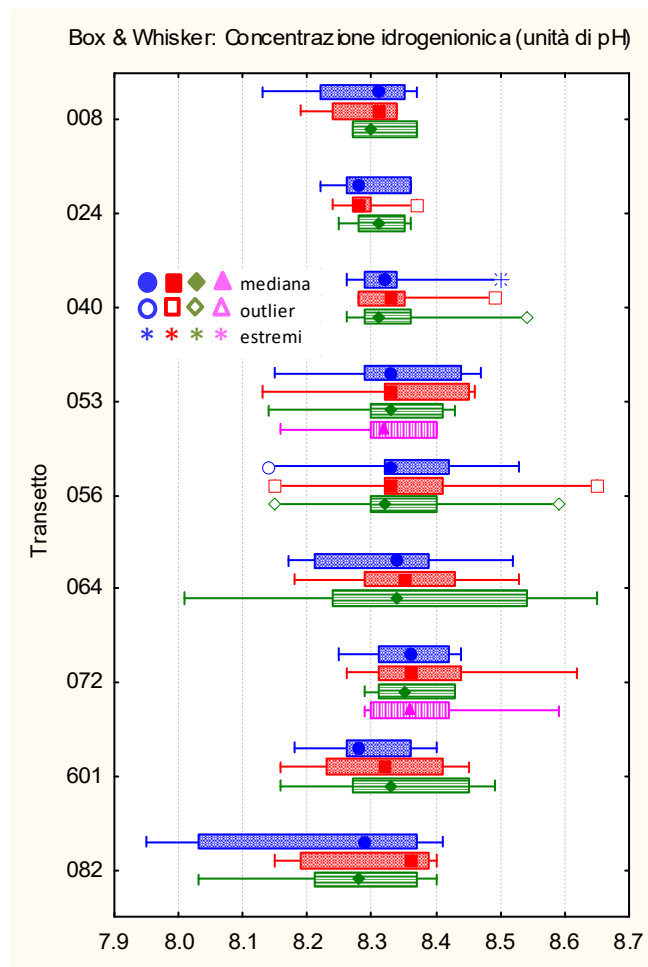 Box & Whisker: Concentrazione idrogenionica (unità di pH)
008
024
mediana
outlier
* * * * estremi
040
053
056
064
072
601
082
Transetto
7.9 8.0 8.1 8.2 8.3 8.4 8.5 8.6 8.7